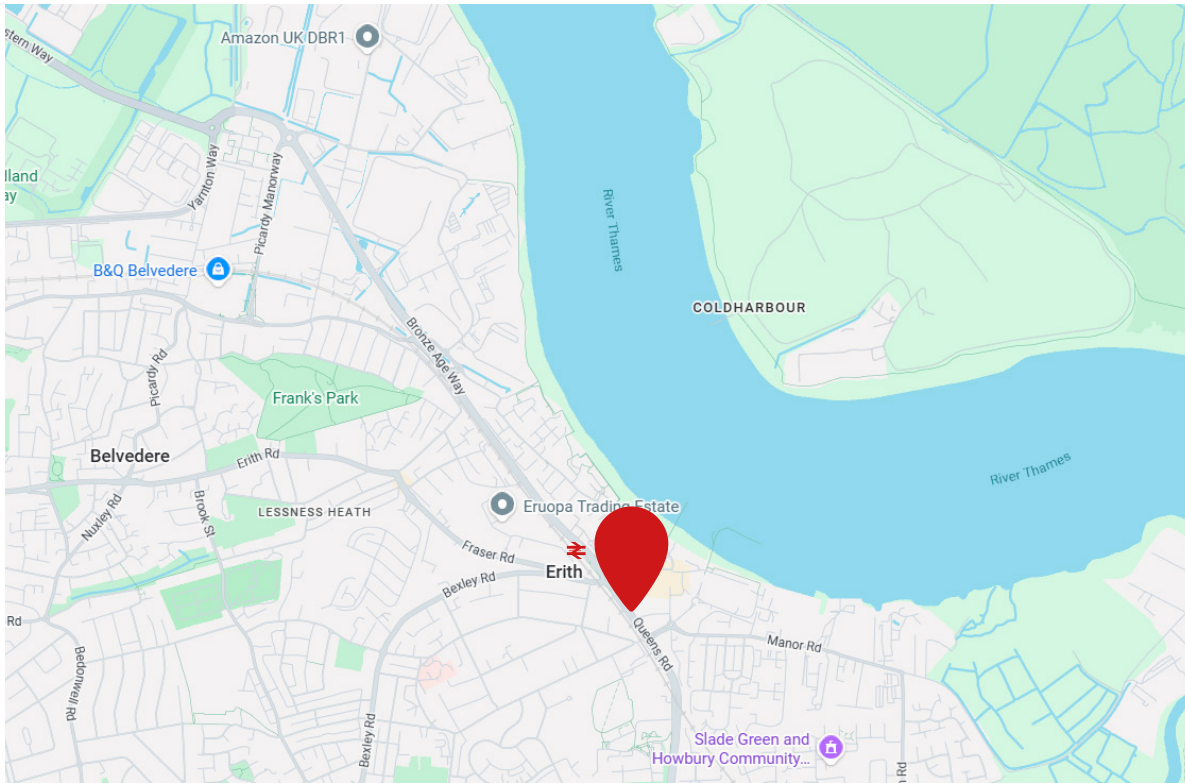 Amazon UK DBR1
stern Way
lland
ay
Yarnton Way
Picardy Manorway
B&Q Belvedere
River Thames
COLDHARBOUR
Bronze Age Way
Picardy Rd
Frank's Park
Belvedere
Erith Rd
River Thames
Nuxley Rd
Brook St
LESSNESS HEATH
Eruopa Trading Estate
Fraser Rd
Erith
Bexley Rd
Rd
Queens Rd
Manor Rd
Bedonwell Rd
Bexley Rd
Slade Green and
Howbury Community...
n Rd